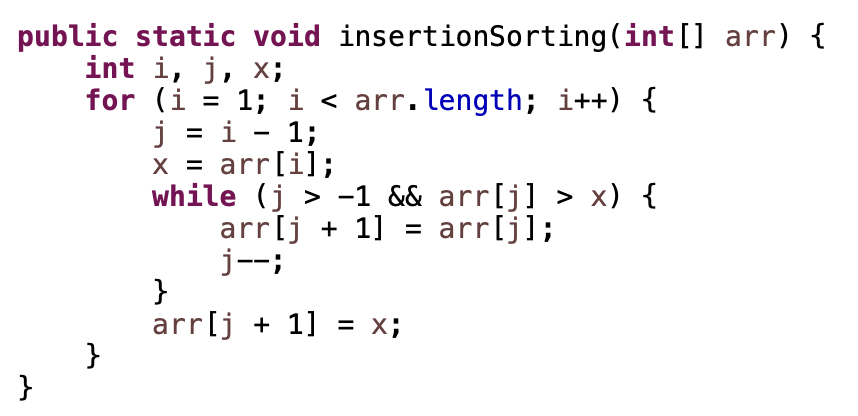 public static void insertionSorting(int[] arr) {
    int i, j, x;
    for (i = 1; i < arr.length; i++) {
        j = i - 1;
        x = arr[i];
        while (j > -1 && arr[j] > x) {
            arr[j + 1] = arr[j];
            j--;
        }
        arr[j + 1] = x;
    }
}